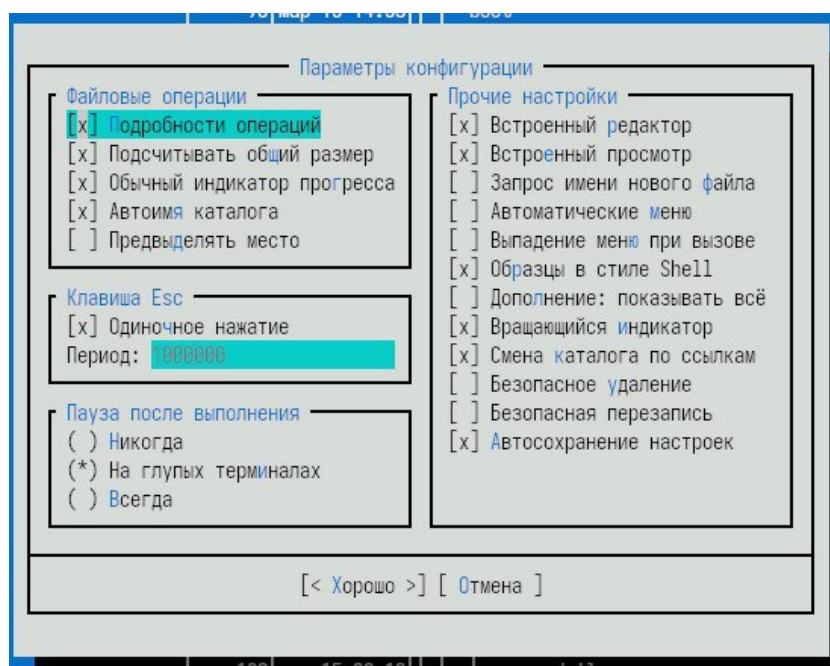 Параметры конфигурации
Файловые операции
[x] Подробности операций
[x] Подсчитывать общий размер
[x] Обычный индикатор прогресса
[x] Автоимя каталога
[ ] Предвыделять место
Клавиша Esc
[x] Одиночное нажатие
Период: 1000000
Пауза после выполнения
( ) Никогда
(*) На глупых терминалах
( ) Всегда
Прочие настройки
[x] Встроенный редактор
[x] Встроенный просмотр
[ ] Запрос имени нового файла
[ ] Автоматические меню
[ ] Выпадение меню при вызове
[x] Образцы в стиле Shell
[ ] Дополнение: показывать всё
[x] Вращающийся индикатор
[x] Смена каталога по ссылкам
[ ] Безопасное удаление
[ ] Безопасная перезапись
[x] Автосохранение настроек
[< Хорошо >] [ Отмена ]